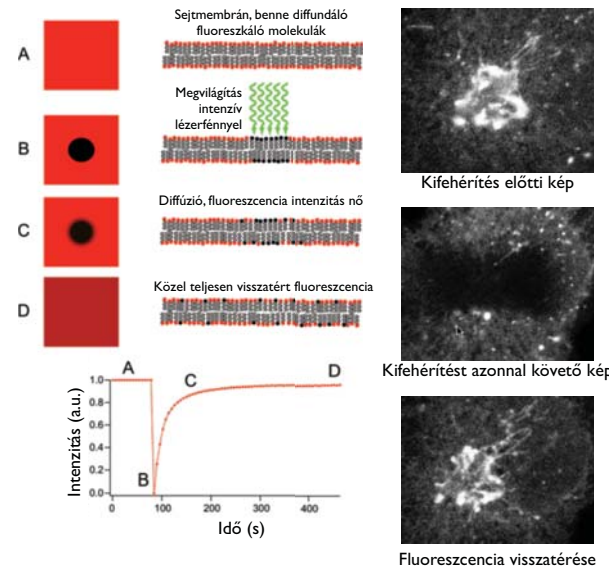 Sejtmembrán, benne diffundáló
fluoreszkáló molekulák
A
Megvilágítás
intenzív
lézerfénnyel
B
Kifehérítés előtti kép
Diffúzió, fluoreszcencia intenzitás nő
C
Közel teljesen visszatért fluoreszcencia
D
Kifehérítést azonnal követő kép
A
C
D
B
Intenzitás (a.u.)
1.0
0.8
0.6
0.4
0.2
0.0
0
100
200
300
400
Idő (s)
Fluoreszcencia visszatérése